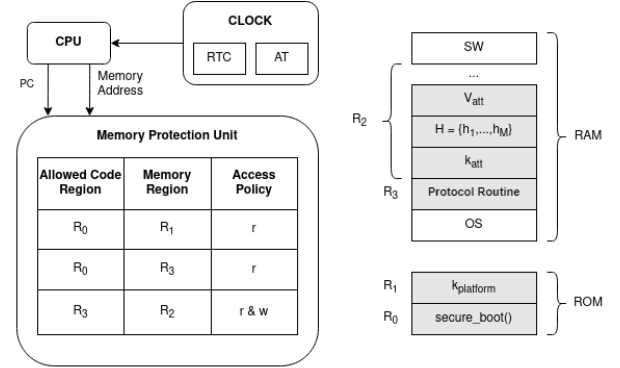 CLOCK
CPU
RTC
AT
PC
Memory
Address
Memory Protection Unit
Allowed Code
Region
Memory
Region
Access
Policy
R0
R1
r
R0
R3
r
R3
R2
r & w
SW
...
R2
Vatt
H = {h1,...,hM}
katt
R3
Protocol Routine
OS
RAM
R1
kplatform
R0
secure_boot()
ROM